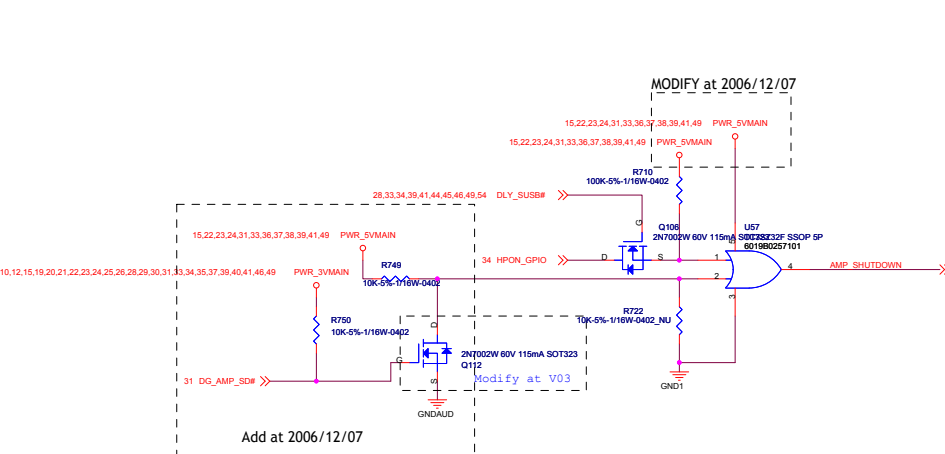 MODIFY at 2006/12/07
15,22,23,24,31,33,36,37,38,39,41,49 PWR_5VMAIN
15,22,23,24,31,33,36,37,38,39,41,49 PWR_5VMAIN
R710
100K-5%-1/16W-0402
28,33,34,39,41,44,45,46,49,54 DLY_SUSB#
G
Q106
2N7002W 60V 115mA SOT323
U57
TC7S32F SSOP 5P
6019B0257101
15,22,23,24,31,33,36,37,38,39,41,49 PWR_5VMAIN
34 HPON_GPIO
D
S
5
1
2
4
AMP_SHUTDOWN
3
10,12,15,19,20,21,22,23,24,25,26,28,29,30,31,33,34,35,37,39,40,41,46,49 PWR_3VMAIN
R749
10K-5%-1/16W-0402
R750
10K-5%-1/16W-0402
R722
10K-5%-1/16W-0402_NU
D
G
S
2N7002W 60V 115mA SOT323
Q112
Modify at V03
31 DG_AMP_SD#
GND1
GNDAUD
Add at 2006/12/07